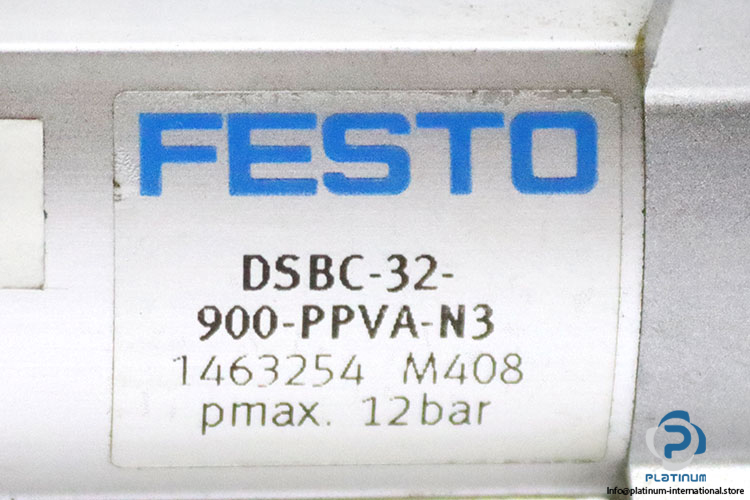 FESTO
DSBC-32-
900-PPVA-N3
1463254 M408
pmax. 12bar
PLATINUM
Info@platinum-international.store